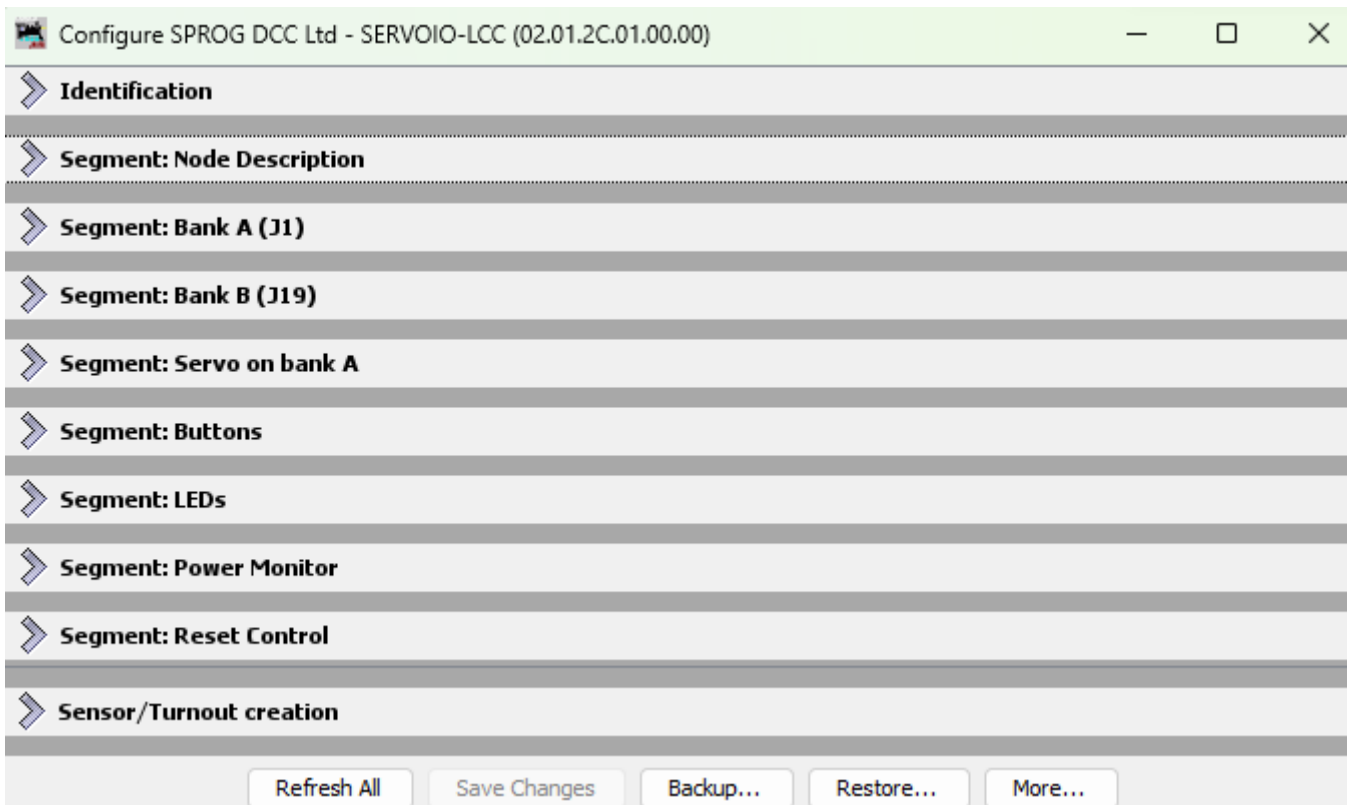 Configure SPROG DCC Ltd - SERVOIO-LCC (02.01.2C.01.00.00)
Identification
Segment: Node Description
Segment: Bank A (J1)
Segment: Bank B (J19)
Segment: Servo on bank A
Segment: Buttons
Segment: LEDs
Segment: Power Monitor
Segment: Reset Control
Sensor/Turnout creation
Refresh All Save Changes Backup... Restore... More...